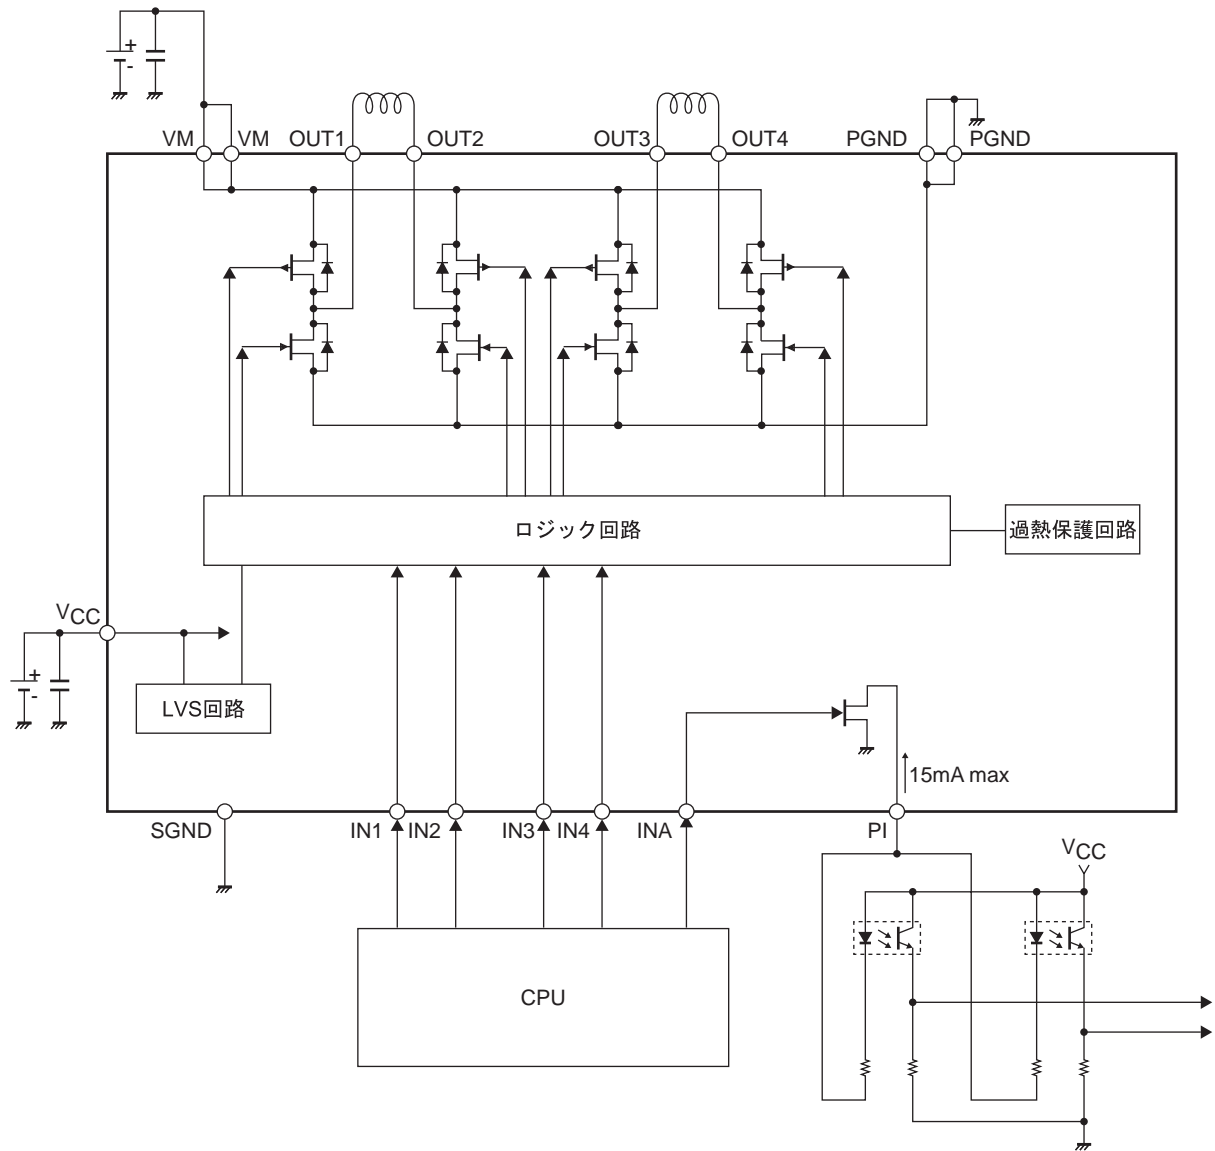 +
-
VM
VM
OUT1
OUT2
OUT3
OUT4
PGND
PGND
ロジック回路
過熱保護回路
VCC
+
-
LVS回路
15mA max
SGND
IN1
IN2
IN3
IN4
INA
PI
VCC
CPU